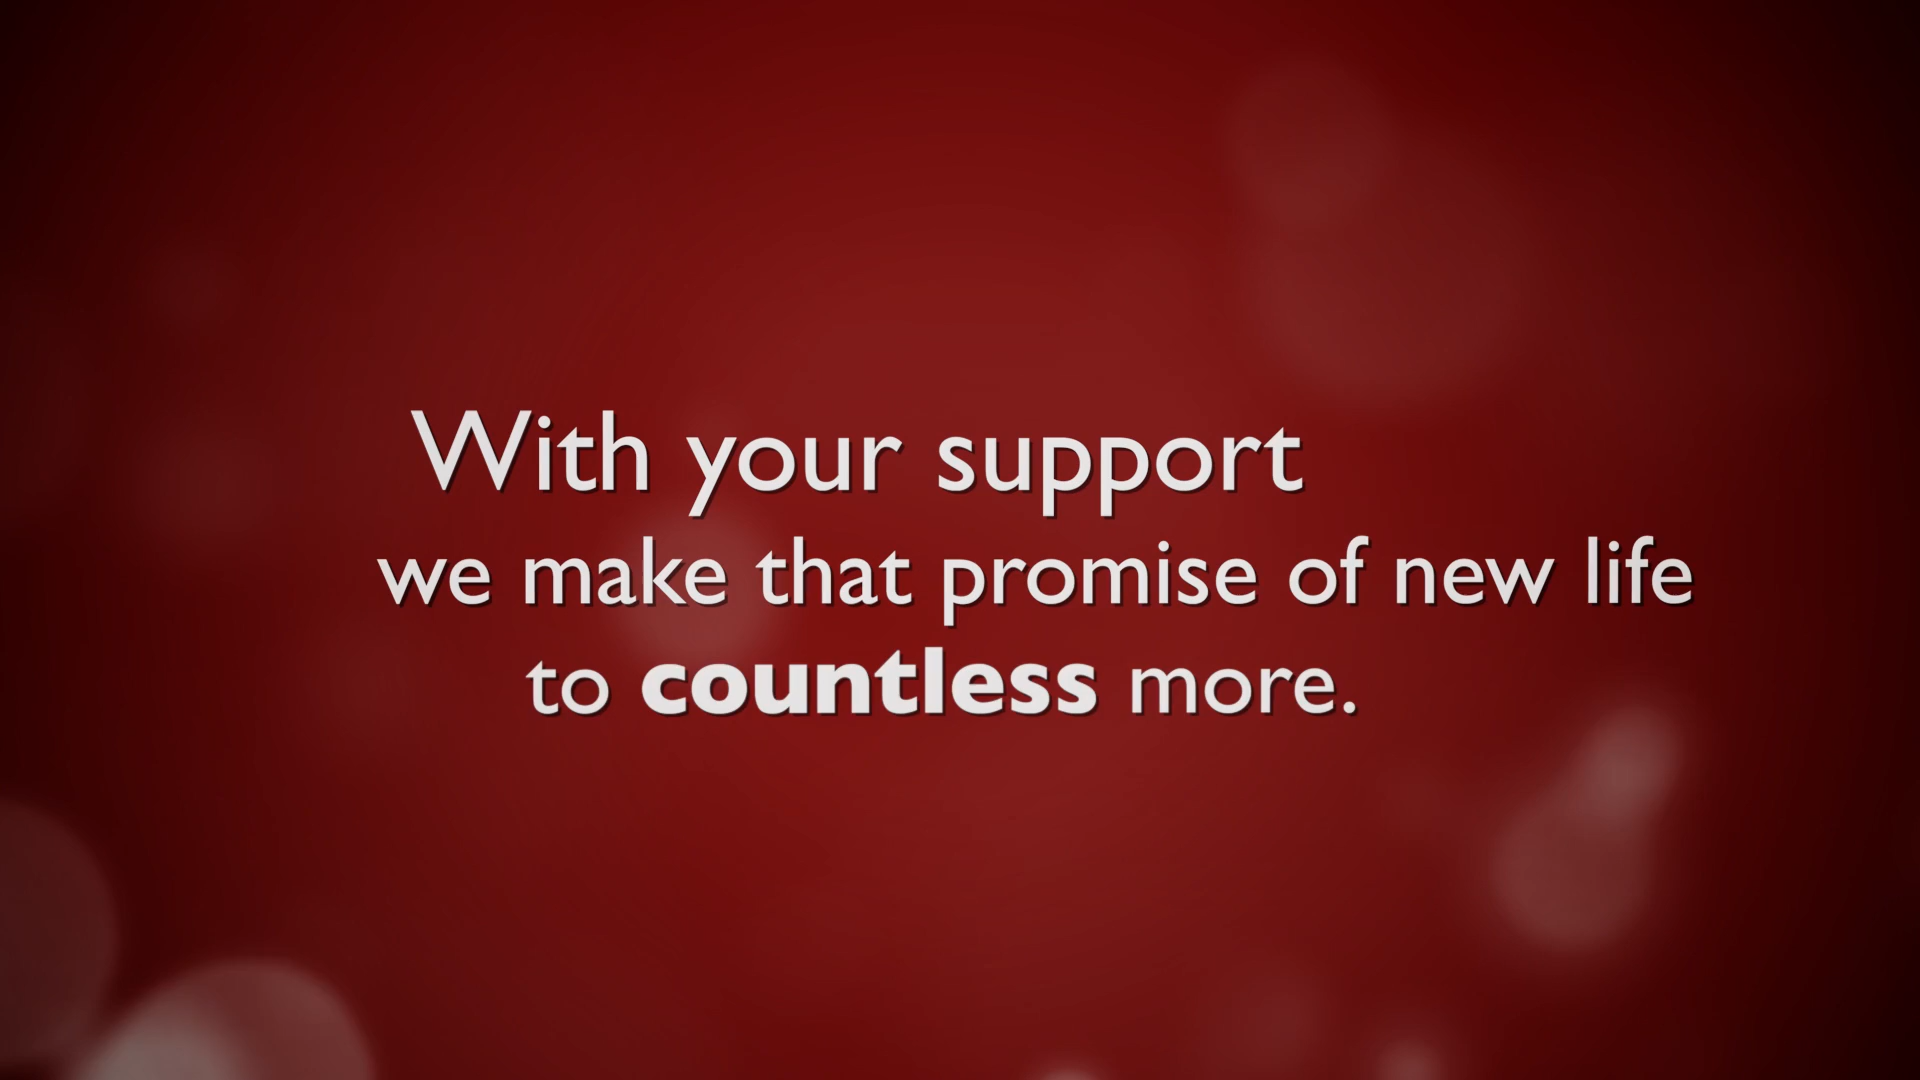 With your support
we make that promise of new life
to countless more.